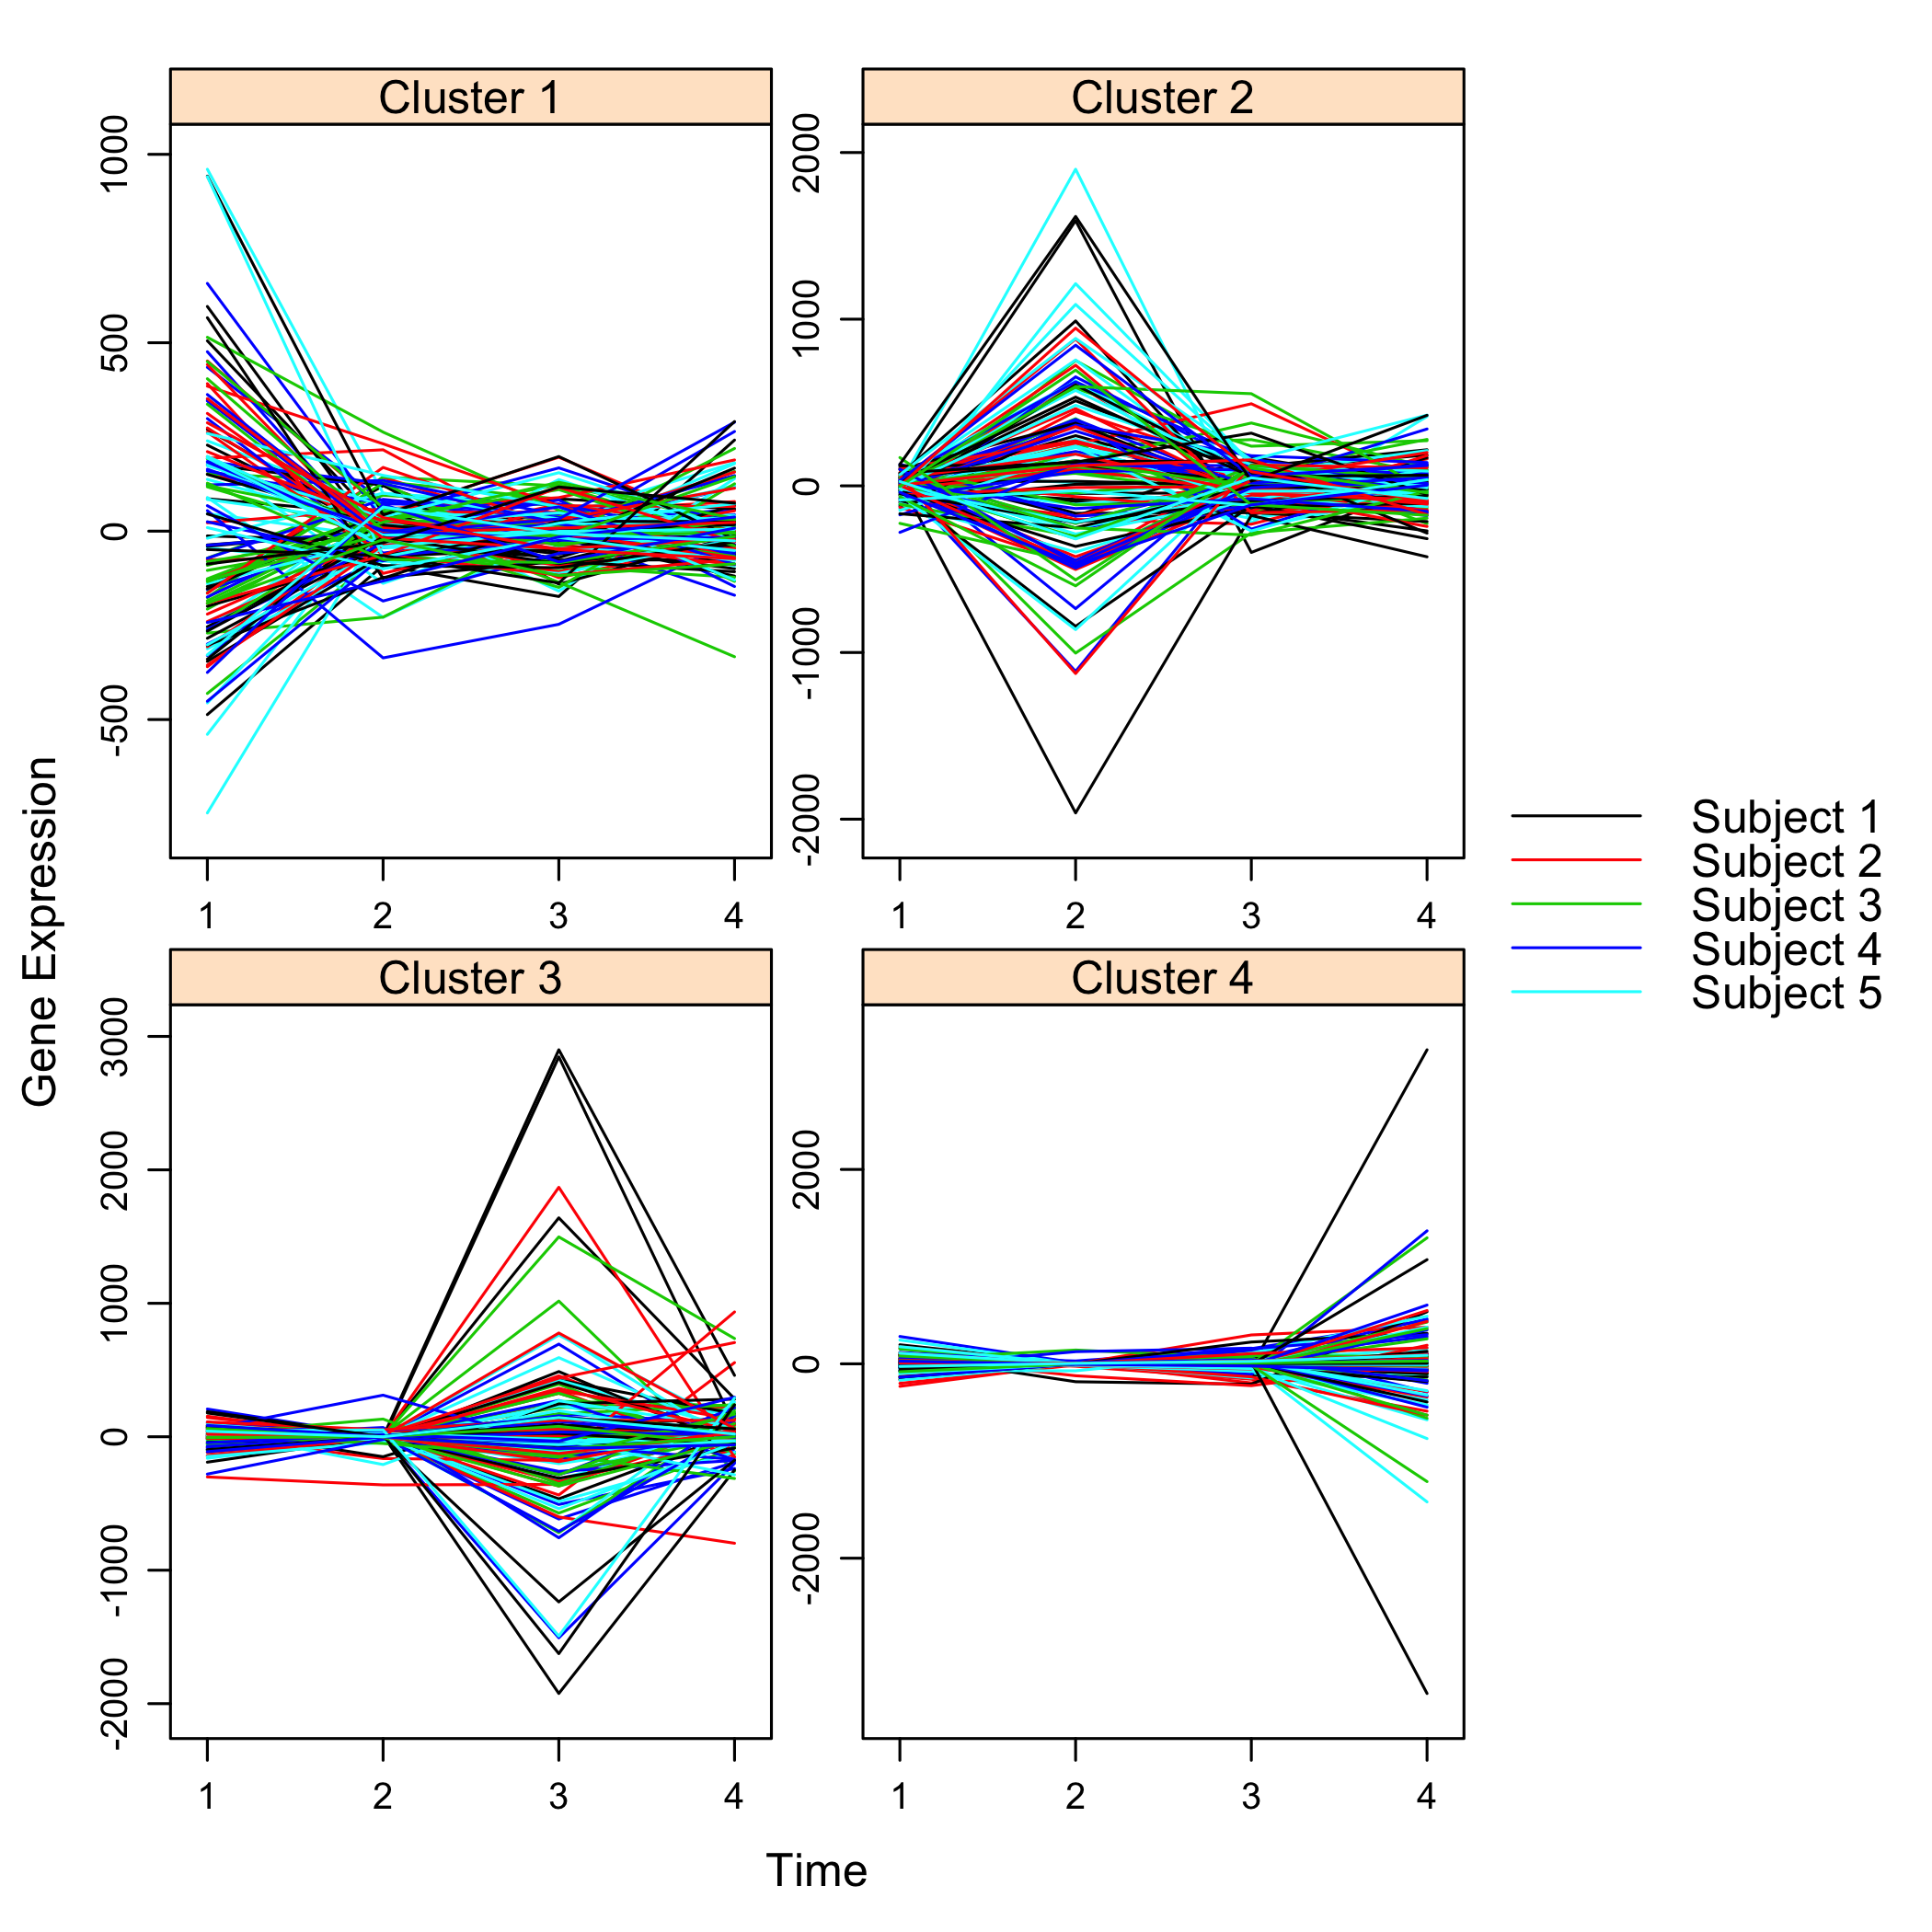 Cluster 1
Cluster 2
1000
500
0
-500
2000
1000
0
-1000
-2000
1 2 3 4
1 2 3 4
Cluster 3
Cluster 4
3000
2000
1000
0
-1000
-2000
2000
0
-2000
1 2 3 4
1 2 3 4
Gene Expression
Time
Subject 1
Subject 2
Subject 3
Subject 4
Subject 5